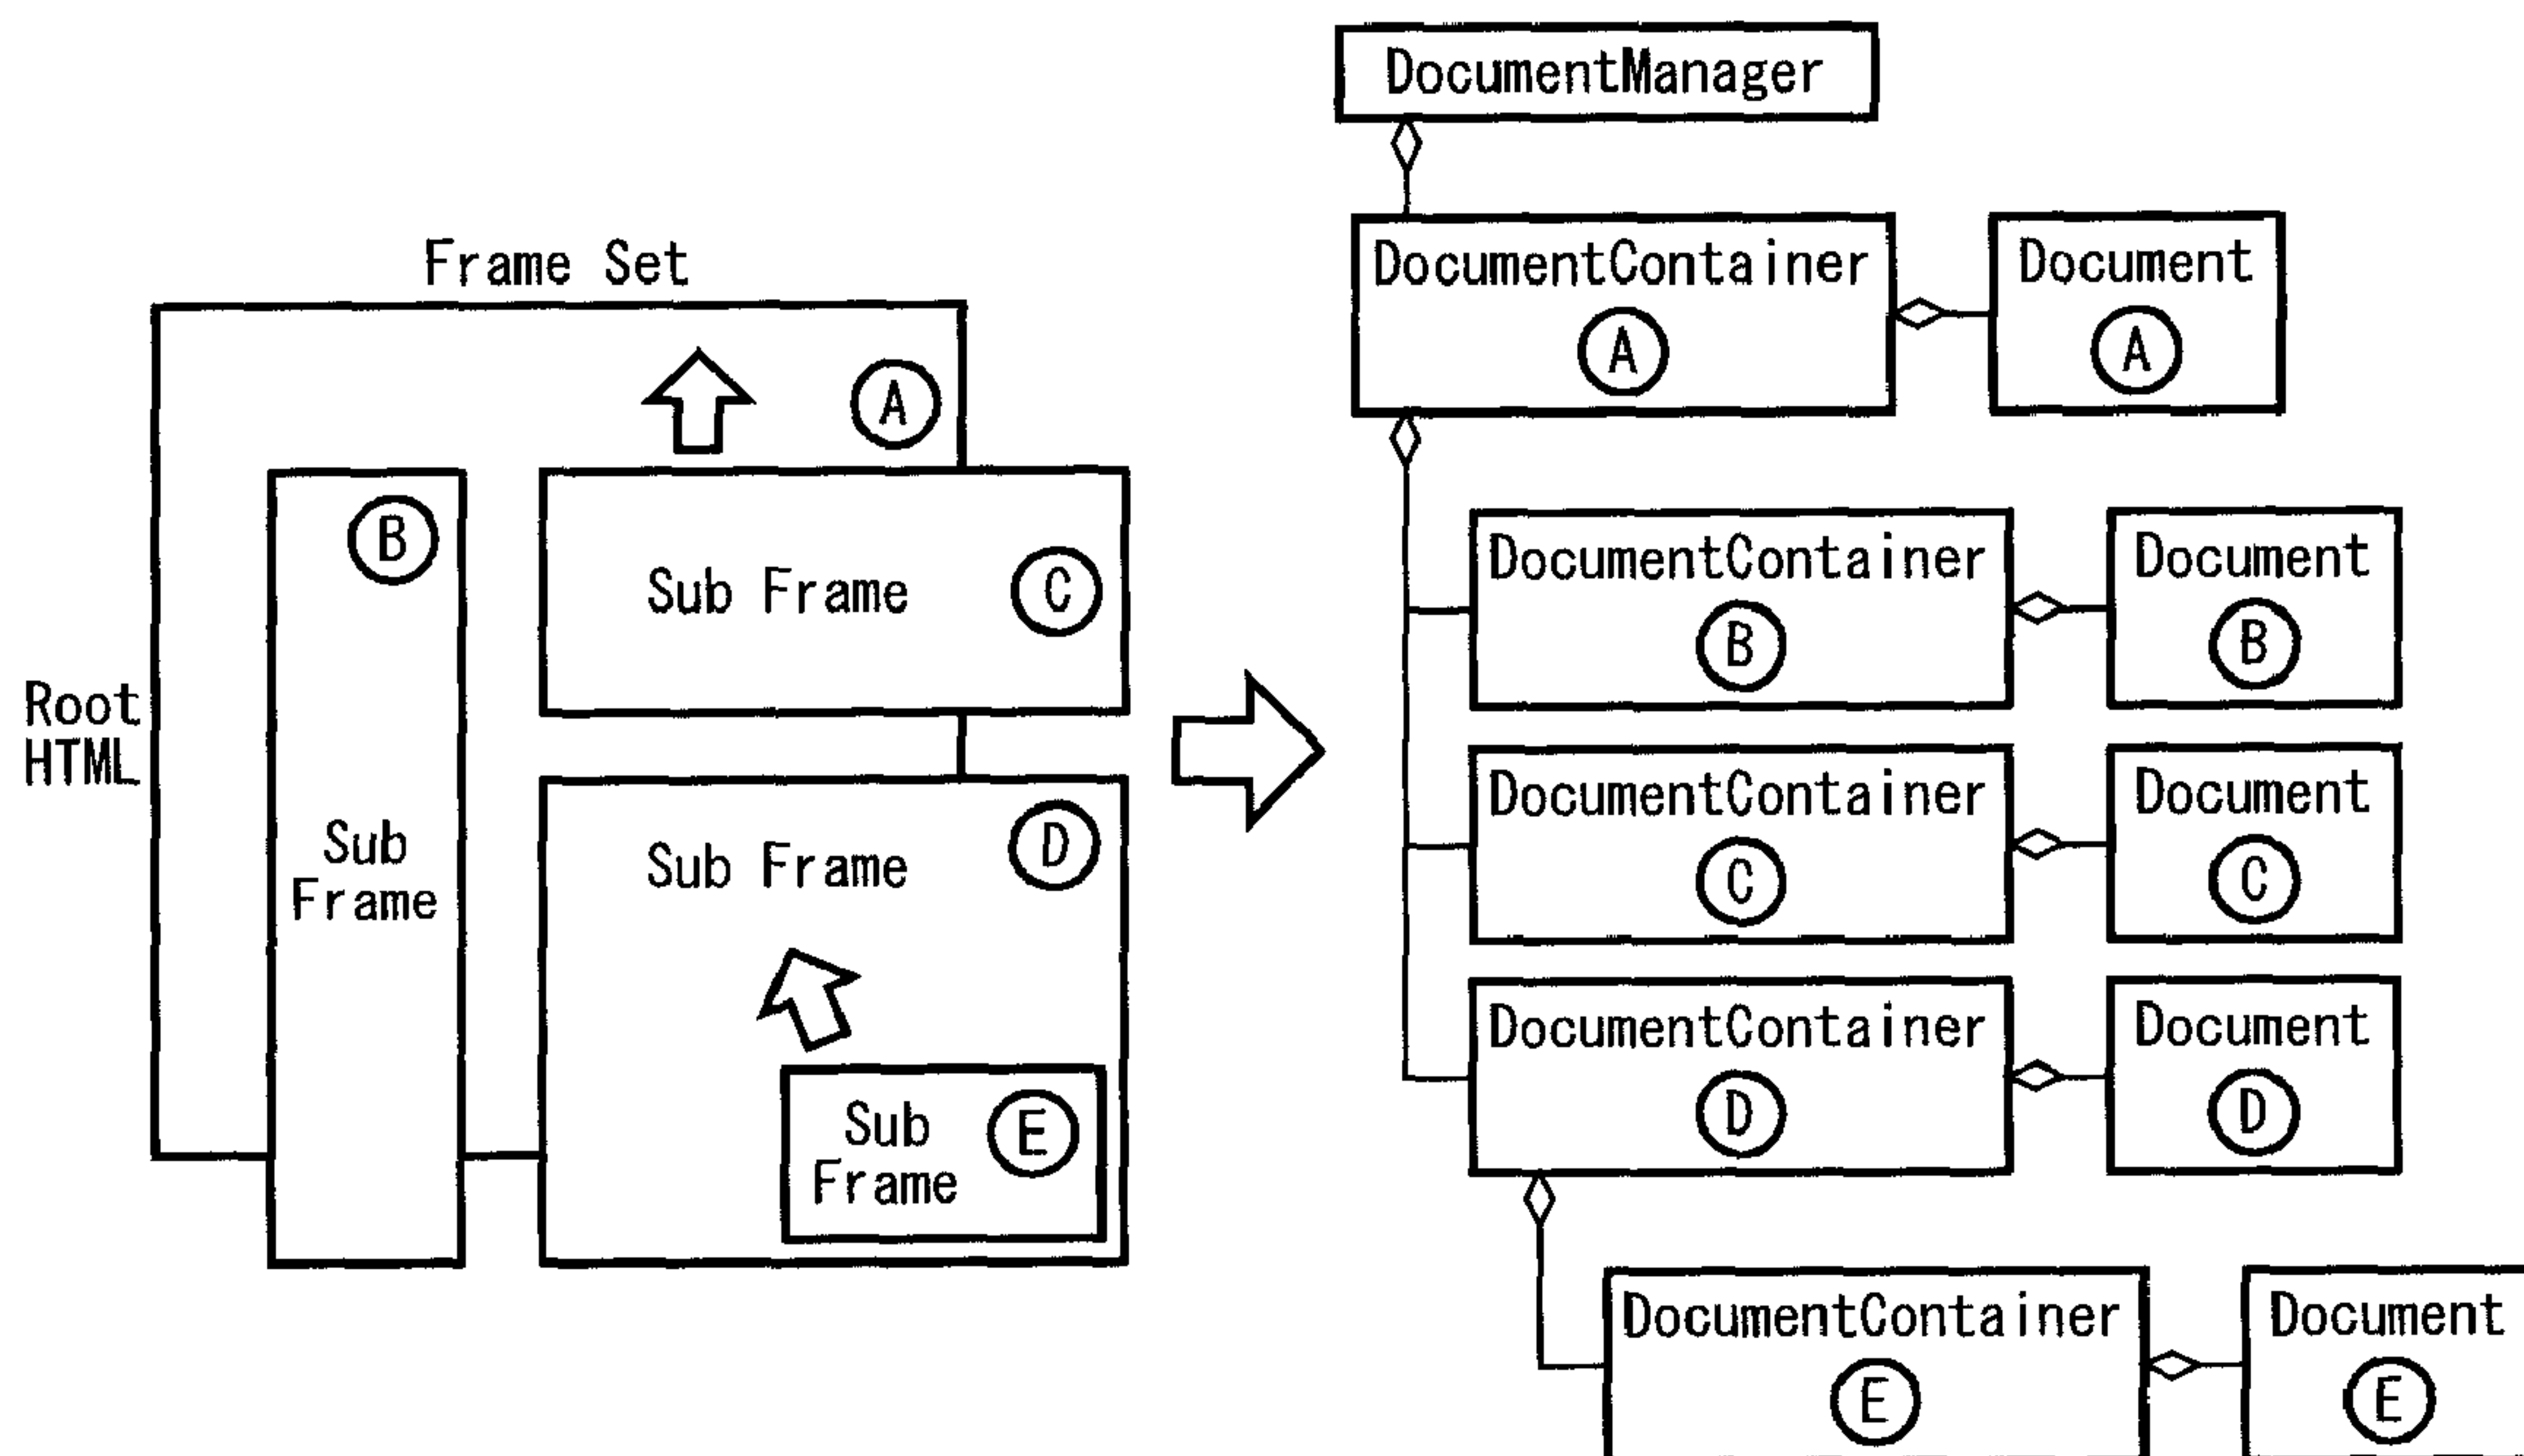 Frame Set
A
Root
HTML
B
Sub
Frame
Sub Frame
C
Sub Frame
D
Sub
Frame
E
DocumentManager
DocumentContainer
A
Document
A
DocumentContainer
B
Document
B
DocumentContainer
C
Document
C
DocumentContainer
D
Document
D
DocumentContainer
E
Document
E